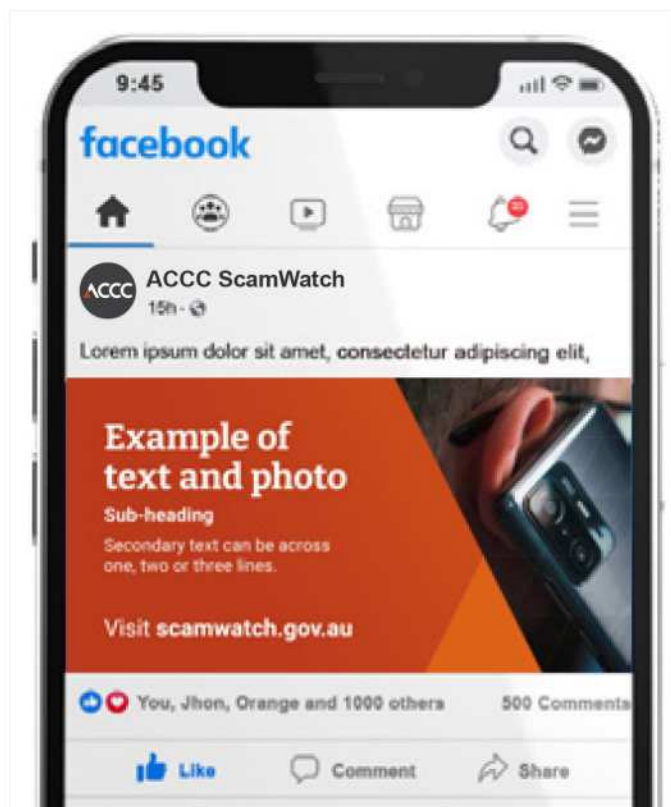 9:45
facebook
ACCC
ACCC ScamWatch
15h
Lorem ipsum dolor sit amet, consectetur adipiscing elit,
Example of
text and photo
Sub-heading
Secondary text can be across
one, two or three lines.
Visit scamwatch.gov.au
You, Jhon, Orange and 1000 others 500 Comments
Like Comment Share